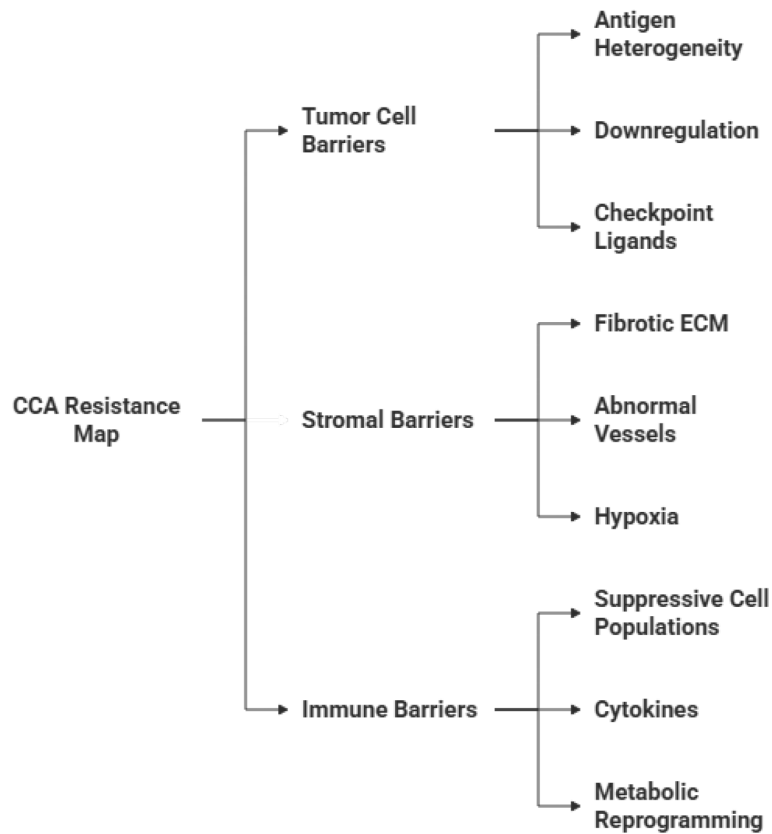 CCA Resistance
Map
Tumor Cell
Barriers
Antigen
Heterogeneity
Downregulation
Checkpoint
Ligands
Stromal Barriers
Fibrotic ECM
Abnormal
Vessels
Hypoxia
Immune Barriers
Suppressive Cell
Populations
Cytokines
Metabolic
Reprogramming